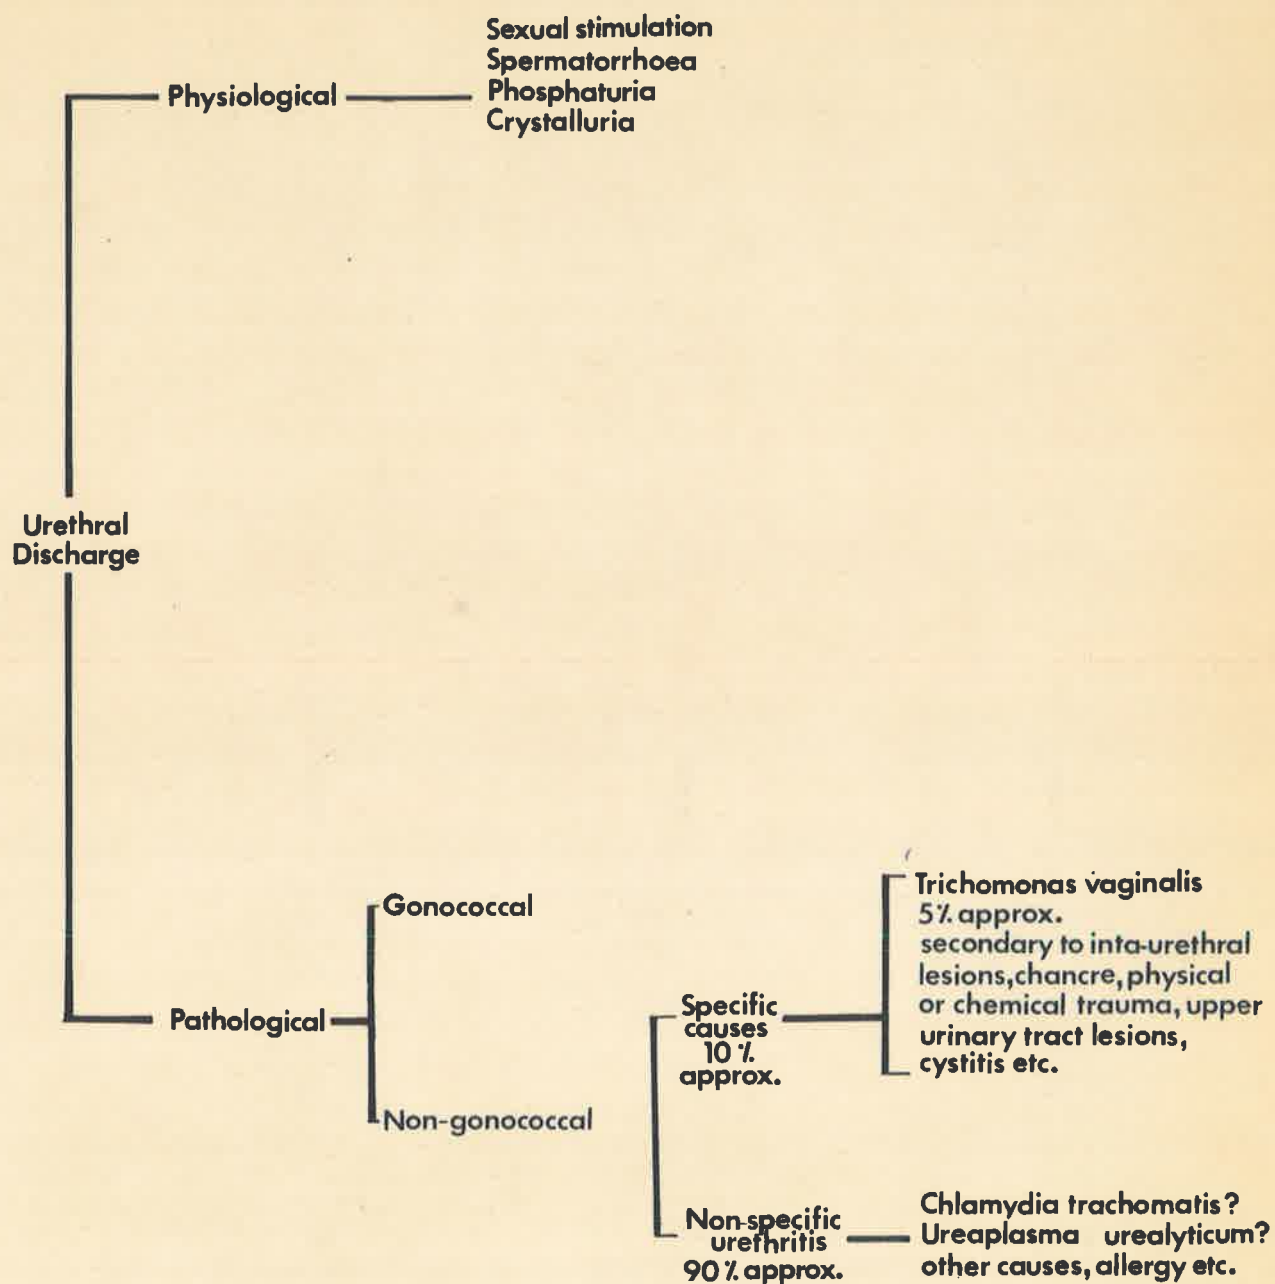 Sexual stimulation
Spermatorrhoea
Physiological
Phosphaturia
Crystalluria
Urethral
Discharge
Pathological
Gonococcal
Non-gonococcal
Specific
causes
10 %
approx.
Trichomonas vaginalis
5% approx.
secondary to inta-urethral
lesions, chancre, physical
or chemical trauma, upper
urinary tract lesions,
cystitis etc.
Non-specific
urethritis
90 % approx.
Chlamydia trachomatis?
Ureaplasma urealyticum?
other causes, allergy etc.